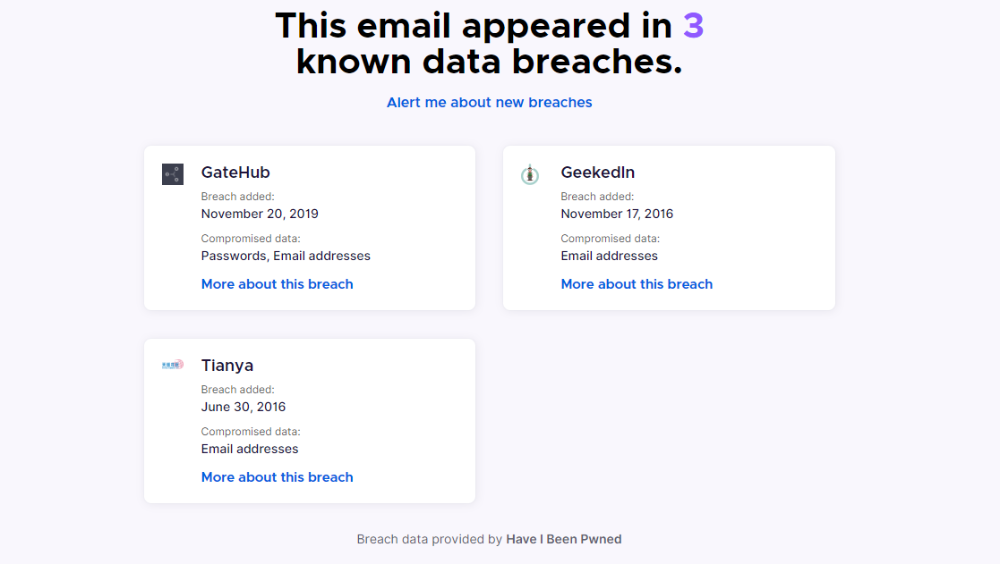 This email appeared in 3
known data breaches.
Alert me about new breaches
GateHub
Breach added:
November 20, 2019
Compromised data:
Passwords, Email addresses
More about this breach
GeekedIn
Breach added:
November 17, 2016
Compromised data:
Email addresses
More about this breach
Tianya
Breach added:
June 30, 2016
Compromised data:
Email addresses
More about this breach
Breach data provided by Have I Been Pwned